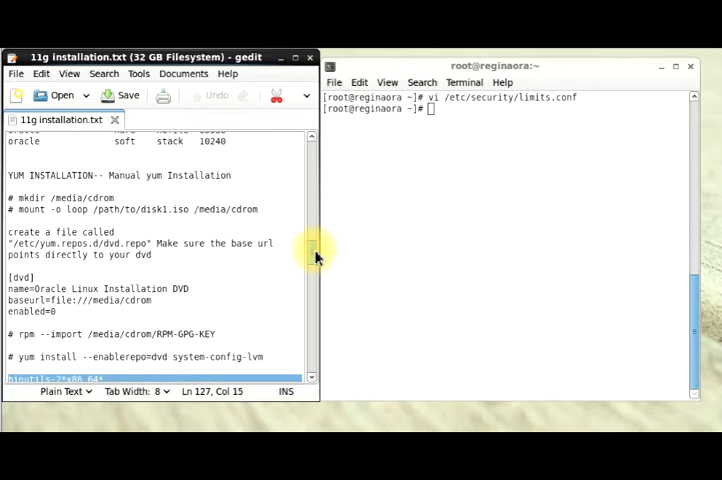 11g installation.txt (32 GB Filesystem) - gedit
File Edit View Search Tools Documents Help
Open Save Undo
11g installation.txt
oracle soft stack 10240
YUM INSTALLATION-- Manual yum Installation
# mkdir /media/cdrom
# mount -o loop /path/to/disk1.iso /media/cdrom
create a file called
"/etc/yum.repos.d/dvd.repo" Make sure the base url
points directly to your dvd
[dvd]
name=Oracle Linux Installation DVD
baseurl=file:///media/cdrom
enabled=0
# rpm --import /media/cdrom/RPM-GPG-KEY
# yum install --enablerepo=dvd system-config-lvm
binutils-2*x86_64*
Plain Text Tab Width: 8 Ln 127, Col 15 INS
root@reginaora:~
File Edit View Search Terminal Help
[root@reginaora ~]# vi /etc/security/limits.conf
[root@reginaora ~]#